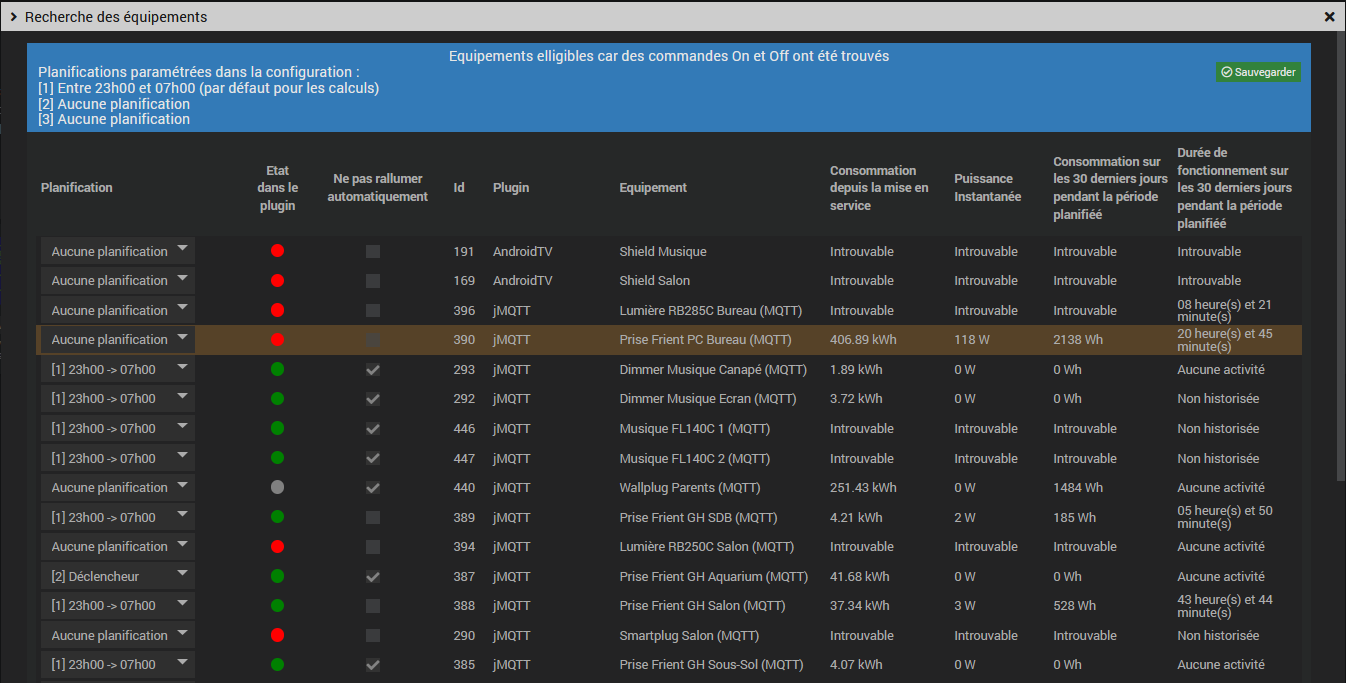 Recherche des équipements
Equipements elligibles car des commandes On et Off ont été trouvés
Planifications paramétrées dans la configuration :
[1] Entre 23h00 et 07h00 (par défaut pour les calculs)
[2] Aucune planification
[3] Aucune planification
Sauvegarder
Planification
Etat
dans le
plugin
Ne pas rallumer
automatiquement
Id
Plugin
Equipement
Consommation
depuis la mise en
service
Puissance
Instantanée
Consommation sur
les 30 derniers jours
pendant la période
planifiéé
Durée de
fonctionnement sur
les 30 derniers jours
pendant la période
planifiéé
Aucune planification 191 AndroidTV Shield Musique Introuvable Introuvable Introuvable Introuvable
Aucune planification 169 AndroidTV Shield Salon Introuvable Introuvable Introuvable Introuvable
Aucune planification 396 jMQTT Lumière RB285C Bureau (MQTT) Introuvable Introuvable Introuvable 08 heure(s) et 21
minute(s)
Aucune planification 390 jMQTT Prise Frient PC Bureau (MQTT) 406.89 kWh 118 W 2138 Wh 20 heure(s) et 45
minute(s)
[1] 23h00 -> 07h00 293 jMQTT Dimmer Musique Canapé (MQTT) 1.89 kWh 0 W 0 Wh Aucune activité
[1] 23h00 -> 07h00 292 jMQTT Dimmer Musique Ecran (MQTT) 3.72 kWh 0 W 0 Wh Non historisée
[1] 23h00 -> 07h00 446 jMQTT Musique FL140C 1 (MQTT) Introuvable Introuvable Introuvable Non historisée
[1] 23h00 -> 07h00 447 jMQTT Musique FL140C 2 (MQTT) Introuvable Introuvable Introuvable Non historisée
Aucune planification 440 jMQTT Wallplug Parents (MQTT) 251.43 kWh 0 W 1484 Wh Aucune activité
[1] 23h00 -> 07h00 389 jMQTT Prise Frient GH SDB (MQTT) 4.21 kWh 2 W 185 Wh 05 heure(s) et 50
minute(s)
Aucune planification 394 jMQTT Lumière RB250C Salon (MQTT) Introuvable Introuvable Introuvable Aucune activité
[2] Déclencheur 387 jMQTT Prise Frient GH Aquarium (MQTT) 41.68 kWh 0 W 0 Wh Aucune activité
[1] 23h00 -> 07h00 388 jMQTT Prise Frient GH Salon (MQTT) 37.34 kWh 3 W 528 Wh 43 heure(s) et 44
minute(s)
Aucune planification 290 jMQTT Smartplug Salon (MQTT) Introuvable Introuvable Introuvable Non historisée
[1] 23h00 -> 07h00 385 jMQTT Prise Frient GH Sous-Sol (MQTT) 4.07 kWh 0 W 0 Wh Aucune activité